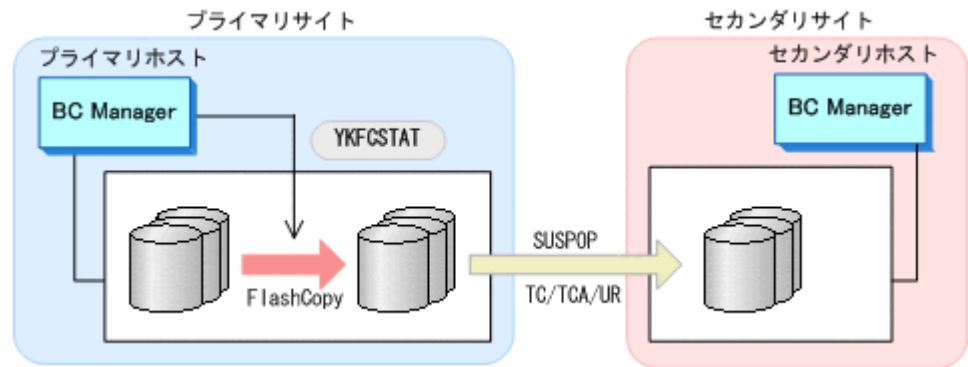 プライマリサイト
セカンダリサイト
プライマリホスト
セカンダリホスト
BC Manager
BC Manager
YKFCSTAT
FlashCopy
SUSPOP
TC/TCA/UR